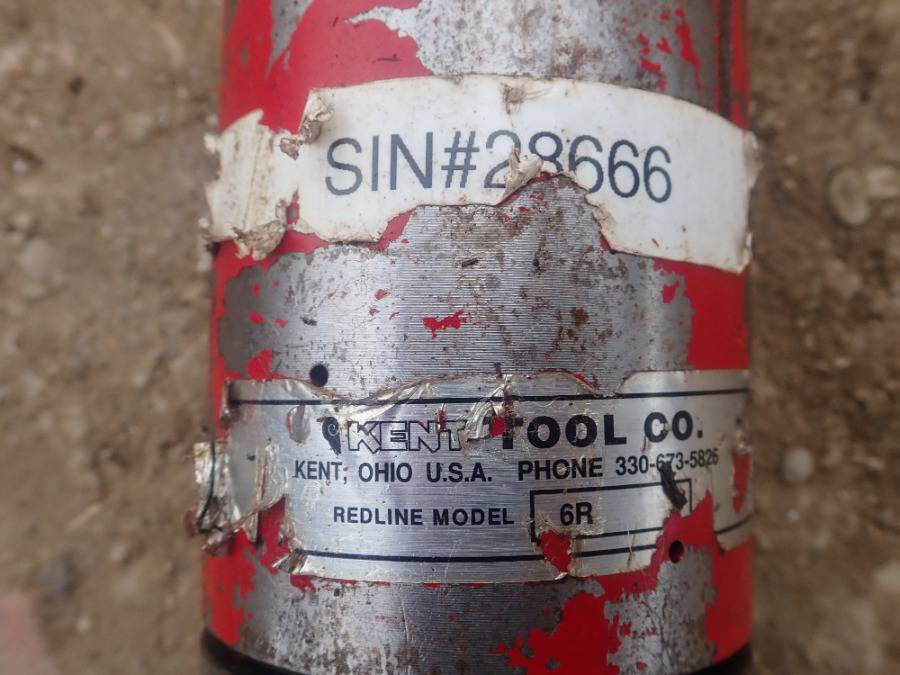 SIN#28666
KENT TOOL CO.
KENT, OHIO U.S.A. PHONE 330-673-5826
REDLINE MODEL 6R